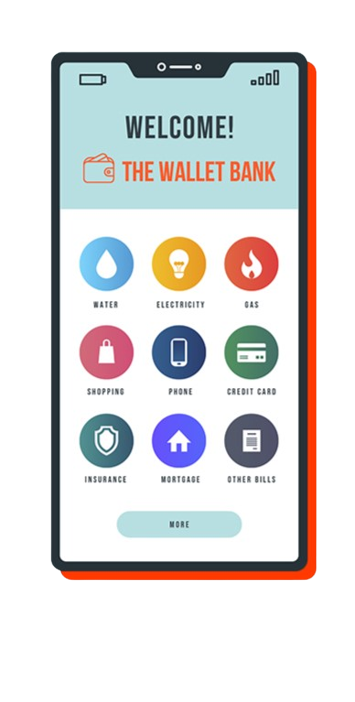 WELCOME!
THE WALLET BANK
WATER
ELECTRICITY
GAS
SHOPPING
PHONE
CREDIT CARD
INSURANCE
MORTGAGE
OTHER BILLS
MORE